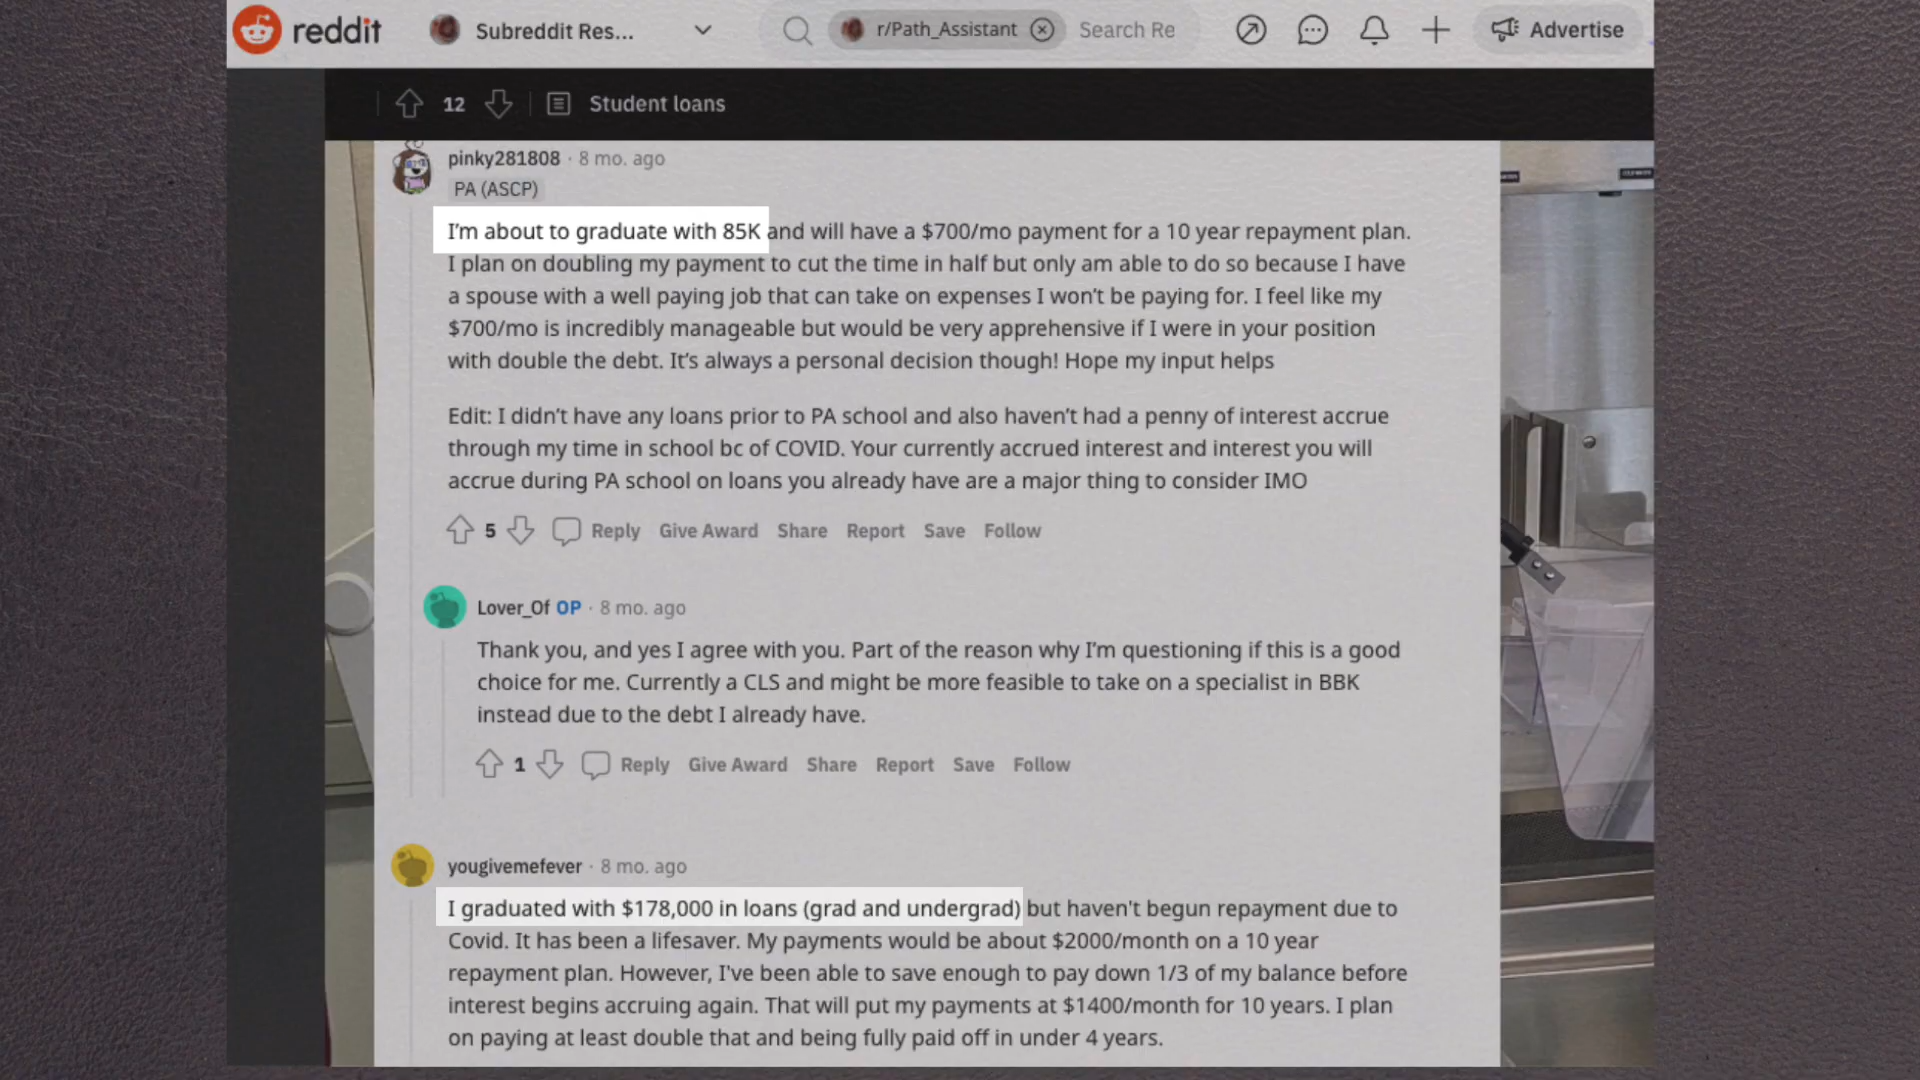 reddit Subreddit Res... r/Path_Assistant Search Re Advertise
12 Student loans
pinky281808 · 8 mo. ago
PA (ASCP)
I'm about to graduate with 85K and will have a $700/mo payment for a 10 year repayment plan.
I plan on doubling my payment to cut the time in half but only am able to do so because I have
a spouse with a well paying job that can take on expenses I won't be paying for. I feel like my
$700/mo is incredibly manageable but would be very apprehensive if I were in your position
with double the debt. It's always a personal decision though! Hope my input helps
Edit: I didn't have any loans prior to PA school and also haven't had a penny of interest accrue
through my time in school bc of COVID. Your currently accrued interest and interest you will
accrue during PA school on loans you already have are a major thing to consider IMO
5 Reply Give Award Share Report Save Follow
Lover_Of OP · 8 mo. ago
Thank you, and yes I agree with you. Part of the reason why I'm questioning if this is a good
choice for me. Currently a CLS and might be more feasible to take on a specialist in BBK
instead due to the debt I already have.
1 Reply Give Award Share Report Save Follow
yougivemefever · 8 mo. ago
I graduated with $178,000 in loans (grad and undergrad) but haven't begun repayment due to
Covid. It has been a lifesaver. My payments would be about $2000/month on a 10 year
repayment plan. However, I've been able to save enough to pay down 1/3 of my balance before
interest begins accruing again. That will put my payments at $1400/month for 10 years. I plan
on paying at least double that and being fully paid off in under 4 years.